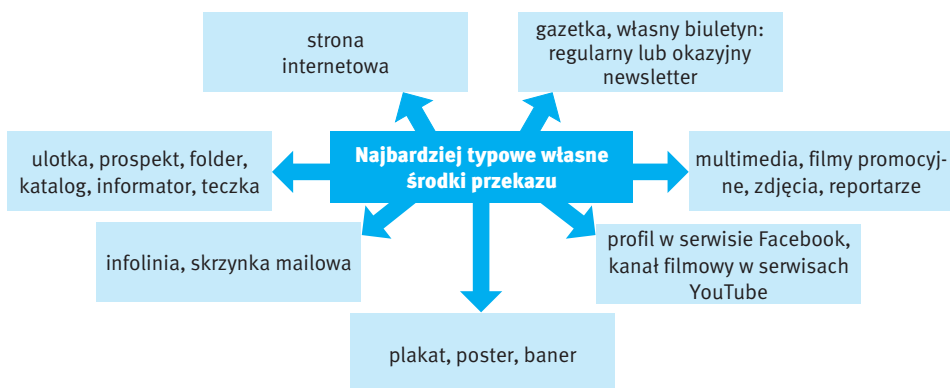 strona
internetowa
gazetka, własny biuletyn:
regularny lub okazyjny
newsletter
Najbardziej typowe własne
środki przekazu
ulotka, prospekt, folder,
katalog, informator, teczka
multimedia, filmy promocyj-
ne, zdjęcia, reportarze
infolinia, skrzynka mailowa
profil w serwisie Facebook,
kanał filmowy w serwisach
YouTube
plakat, poster, baner